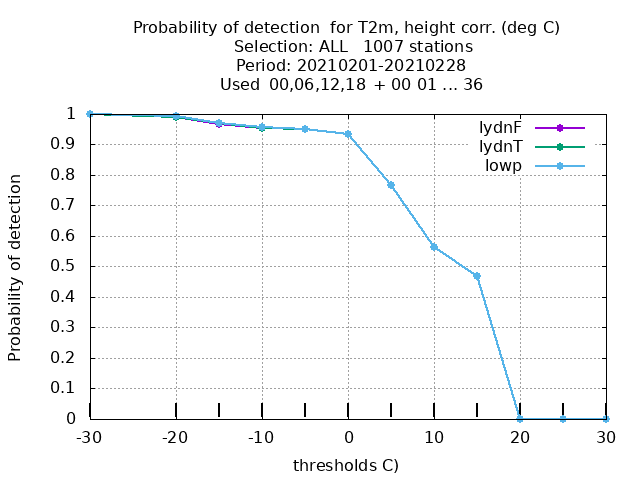 Probability of detection  for T2m, height corr. (deg C)
Selection: ALL   1007 stations
Period: 20210201-20210228
Used  00,06,12,18  + 00 01 ... 36
lydnF
lydnT
lowp
1
0.9
0.8
0.7
0.6
0.5
0.4
0.3
0.2
0.1
0
Probability of detection
-30 -20 -10 0 10 20 30
thresholds C)